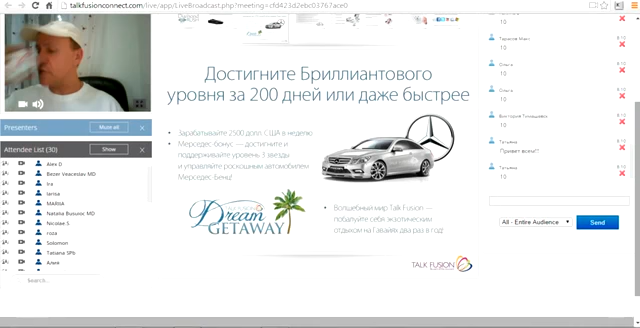 talkfusionconnect.com/live/app/LiveBroadcast.php?meeting=cfd423d2ebc03767ace0
Достигните Бриллиантового
уровня за 200 дней или даже быстрее
Зарабатывайте 2500 долл. США в неделю
Мерседес-бонус — достигните и
поддерживайте уровень 3 звезды
и управляйте роскошным автомобилем
Мерседес-Бенц!
Dream
GETAWAY
Волшебный мир Talk Fusion —
побалуйте себя экзотическим
отдыхом на Гавайях два раза в год!
TALK FUSION
Presenters
Mute all
Attendee List (30)
Show
Alex D
Bezer Veaceslav MD
Ira
larisa
MARISA
Natalia Busuioc MD
Nicolae S
roza
Solomon
Tatiana SPb
Алия
Search...
10
Тарасов Макс
10
Ольга
10
Ольга
10
Виктория Тимошевич
10
Татьяна
Привет всем!!!
Татьяна
10
All - Entire Audience
Send